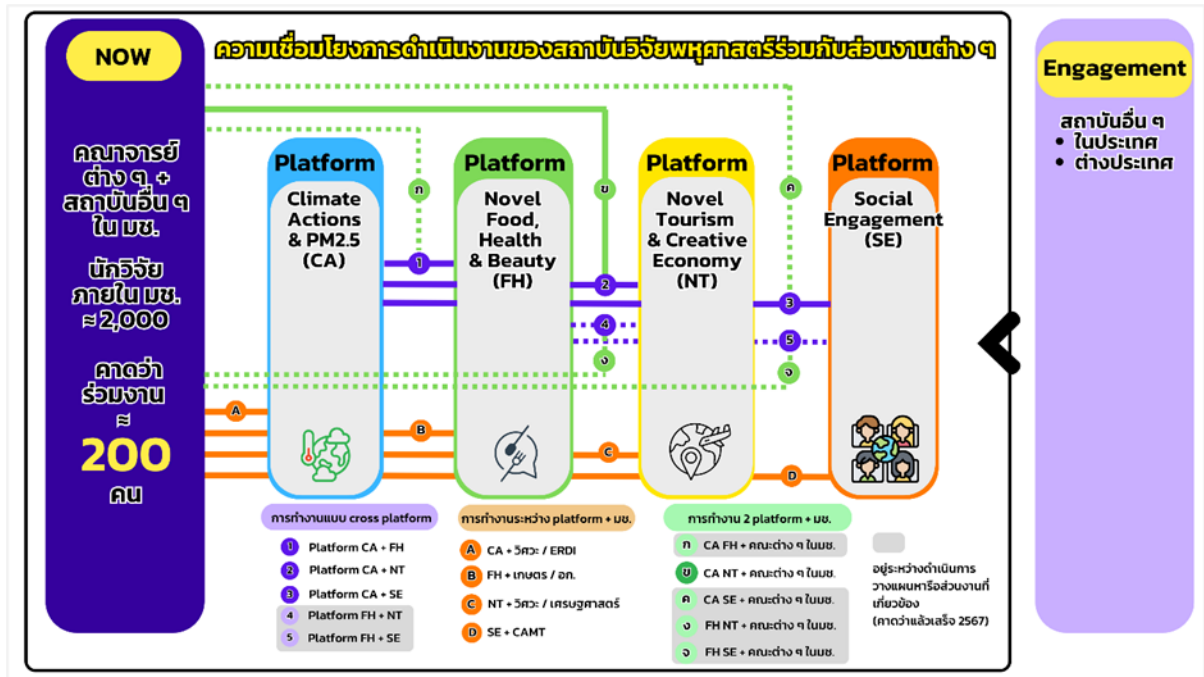 ความเชื่อมโยงการดำเนินงานของสถาบันวิจัยพหุศาสตร์ร่วมกับส่วนงานต่าง ๆ
NOW
คณาจารย์
ต่าง ๆ +
สถาบันอื่น ๆ
ใน มช.
นักวิจัย
ภายใน มช.
≈ 2,000
คาดว่า
ร่วมงาน
≈
200
คน
Platform
Climate
Actions
& PM2.5
(CA)
Platform
Novel
Food,
Health
& Beauty
(FH)
Platform
Novel
Tourism
& Creative
Economy
(NT)
Platform
Social
Engagement
(SE)
ก
ข
ค
1
2
3
4
5
ง
จ
A
B
C
D
การทำงานแบบ cross platform
1 Platform CA + FH
2 Platform CA + NT
3 Platform CA + SE
4 Platform FH + NT
5 Platform FH + SE
การทำงานระหว่าง platform + มช.
A CA + วิศวะ / ERDI
B FH + เกษตร / อก.
C NT + วิศวะ / เศรษฐศาสตร์
D SE + CAMT
การทำงาน 2 platform + มช.
ก CA FH + คณะต่าง ๆ ในมช.
ข CA NT + คณะต่าง ๆ ในมช.
ค CA SE + คณะต่าง ๆ ในมช.
ง FH NT + คณะต่าง ๆ ในมช.
จ FH SE + คณะต่าง ๆ ในมช.
อยู่ระหว่างดำเนินการ
วางแผนหารือส่วนงานที่
เกี่ยวข้อง
(คาดว่าแล้วเสร็จ 2567)
Engagement
สถาบันอื่น ๆ
• ในประเทศ
• ต่างประเทศ